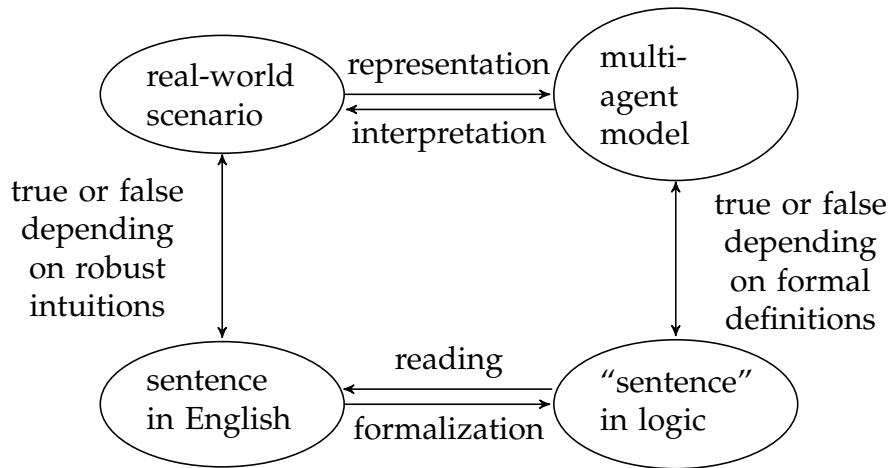 real-world
scenario
representation
interpretation
multi-
agent
model
true or false
depending
on robust
intuitions
true or false
depending
on formal
definitions
sentence
in English
reading
formalization
“sentence”
in logic